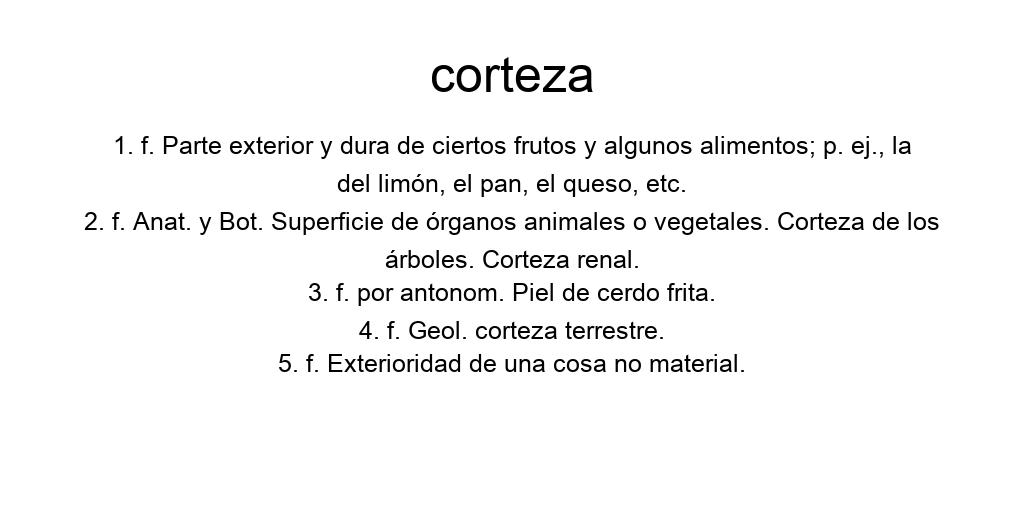 corteza
1. f. Parte exterior y dura de ciertos frutos y algunos alimentos; p. ej., la
del limón, el pan, el queso, etc.
2. f. Anat. y Bot. Superficie de órganos animales o vegetales. Corteza de los
árboles. Corteza renal.
3. f. por antonom. Piel de cerdo frita.
4. f. Geol. corteza terrestre.
5. f. Exterioridad de una cosa no material.